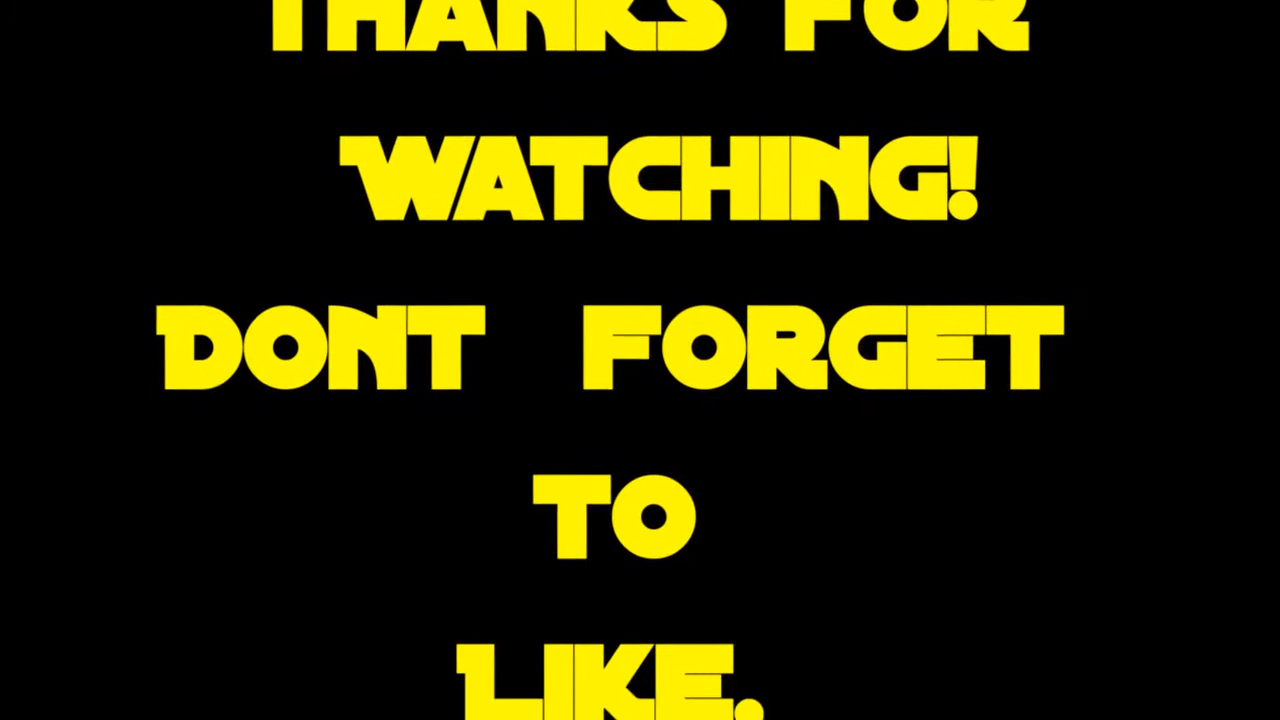 THANKS FOR
WATCHING!
DONT FORGET
TO
LIKE,